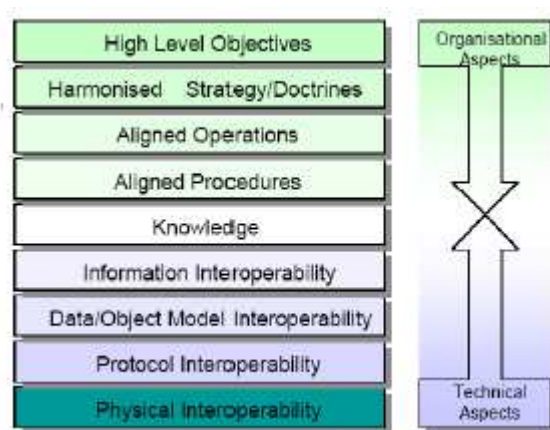 High Level Objectives
Harmonised Strategy/Doctrines
Aligned Operations
Aligned Procedures
Knowledge
Information Interoperability
Data/Object Model Interoperability
Protocol Interoperability
Physical Interoperability
Organisational
Aspects
Technical
Aspects